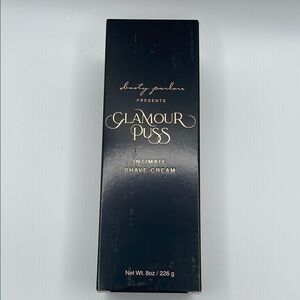 booty parlor
PRESENTS
GLAMOUR
PUSS
INTIMATE
SHAVE CREAM
Net Wt. 8oz / 226 g